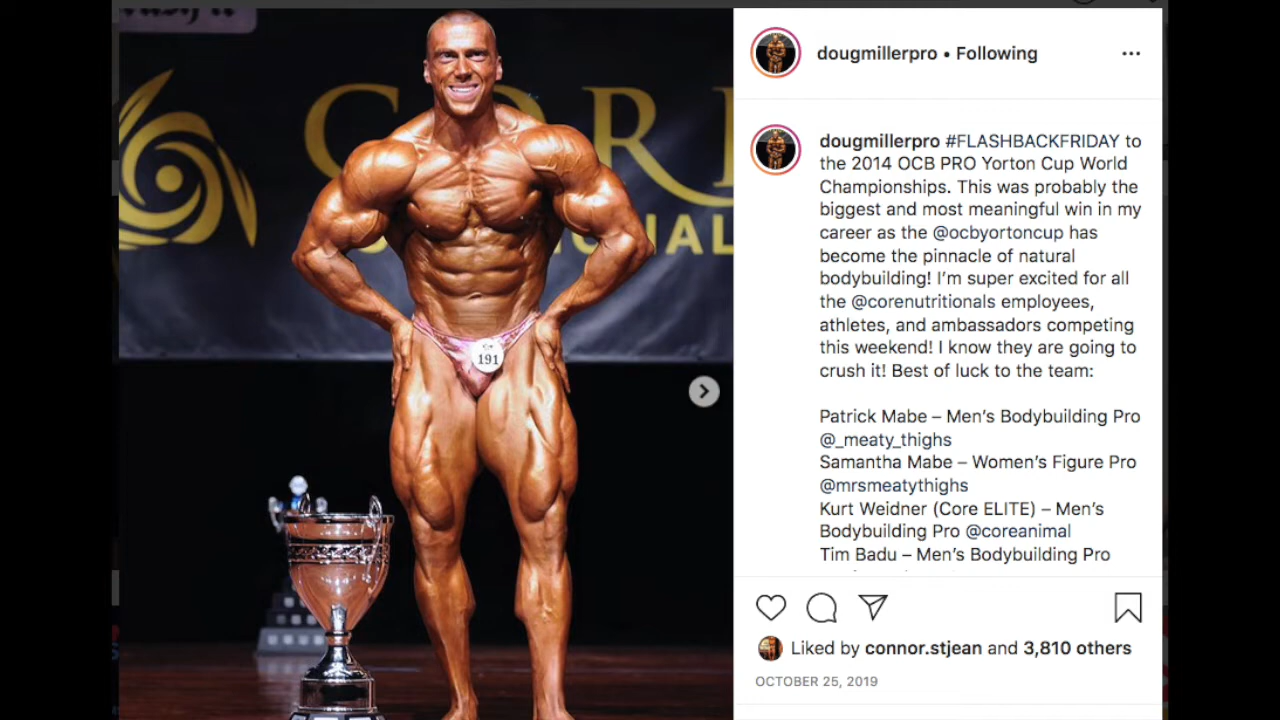 CORE
191
dougmillerpro • Following
dougmillerpro #FLASHBACKFRIDAY to
the 2014 OCB PRO Yorton Cup World
Championships. This was probably the
biggest and most meaningful win in my
career as the @ocbyortoncup has
become the pinnacle of natural
bodybuilding! I'm super excited for all
the @corenutritionals employees,
athletes, and ambassadors competing
this weekend! I know they are going to
crush it! Best of luck to the team:
Patrick Mabe – Men's Bodybuilding Pro
@_meaty_thighs
Samantha Mabe – Women's Figure Pro
@mrsmeatythighs
Kurt Weidner (Core ELITE) – Men's
Bodybuilding Pro @coreanimal
Tim Badu – Men's Bodybuilding Pro
Liked by connor.stjean and 3,810 others
OCTOBER 25, 2019